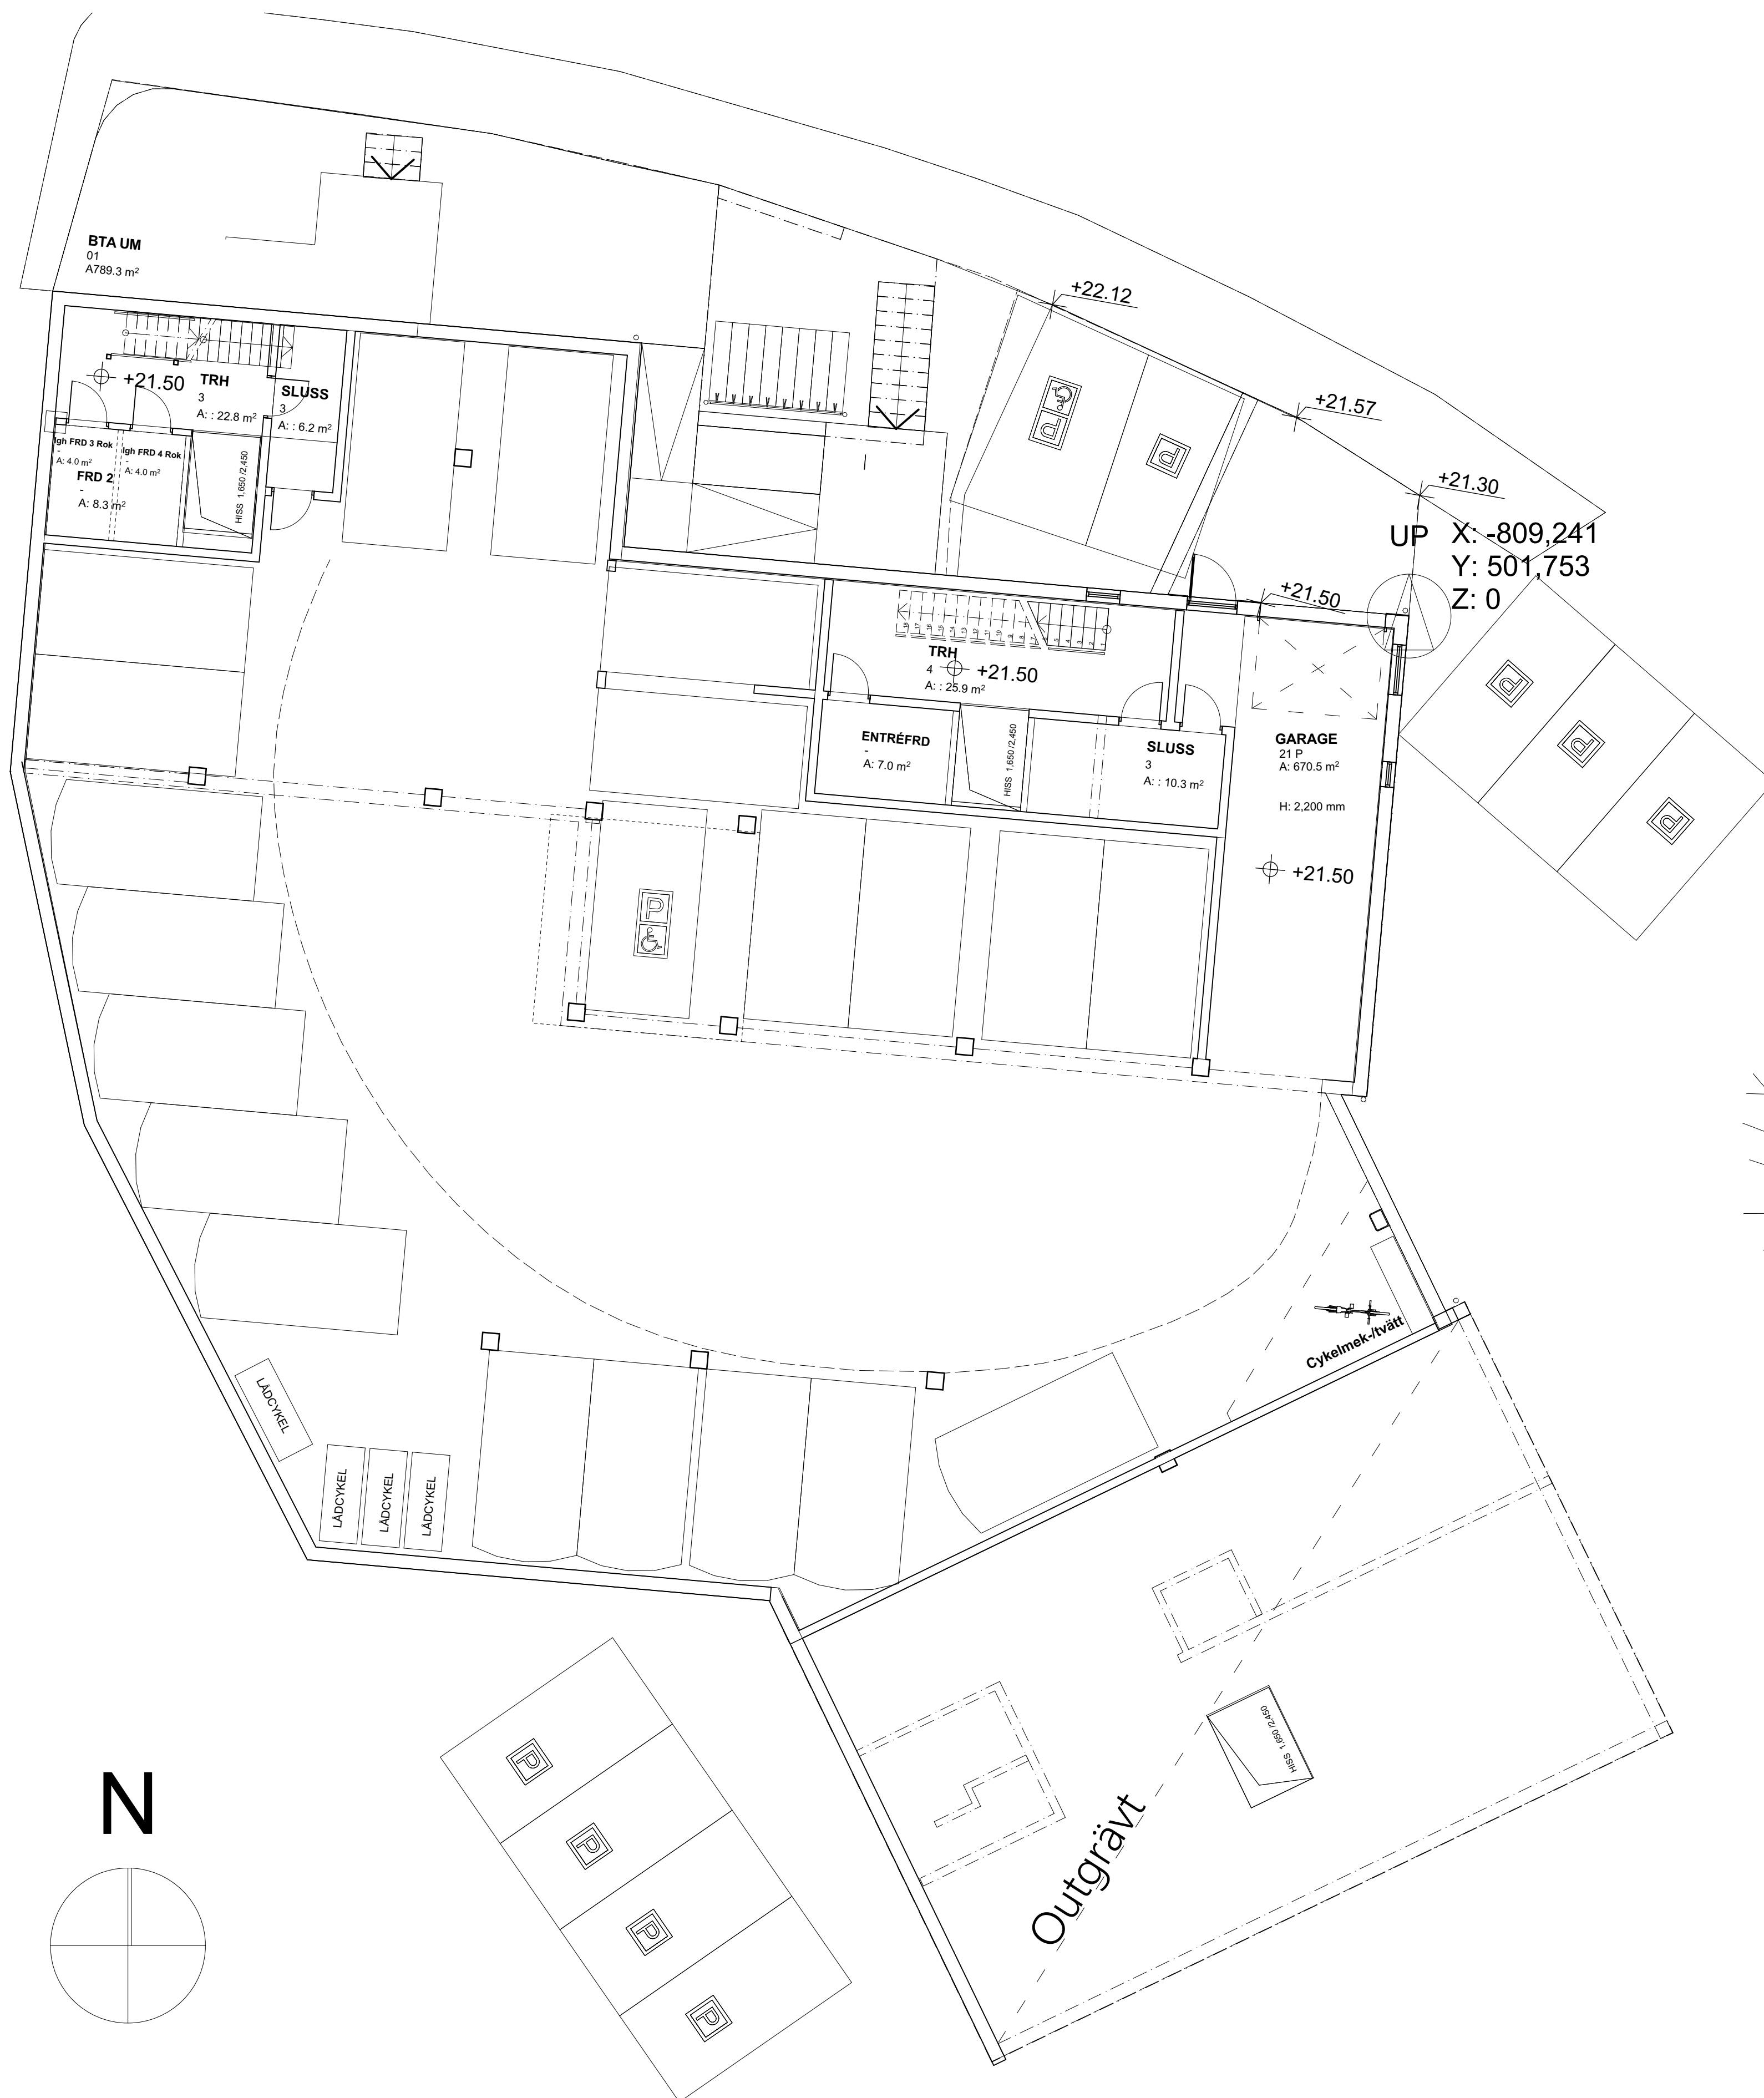 BTA UM
01
A789.3 m²
+22.12
+21.57
+21.30
UP
X: -809,241
Y: 501,753
Z: 0
+21.50
+21.50
TRH
3
A: : 22.8 m²
SLUSS
3
A: : 6.2 m²
lgh FRD 3 Rok
-
A: 4.0 m²
lgh FRD 4 Rok
-
A: 4.0 m²
FRD 2
-
A: 8.3 m²
HISS 1,650 /2,450
P
P
TRH
4
+21.50
A: : 25.9 m²
ENTRÉFRD
-
A: 7.0 m²
HISS 1,650 /2,450
SLUSS
3
A: : 10.3 m²
GARAGE
21 P
A: 670.5 m²
H: 2,200 mm
+21.50
P
P
P
P
Cykelmek-/tvätt
LÅDCYKEL
LÅDCYKEL
LÅDCYKEL
LÅDCYKEL
HISS 1,650 /2,450
Outgrävt
P
P
P
P
N